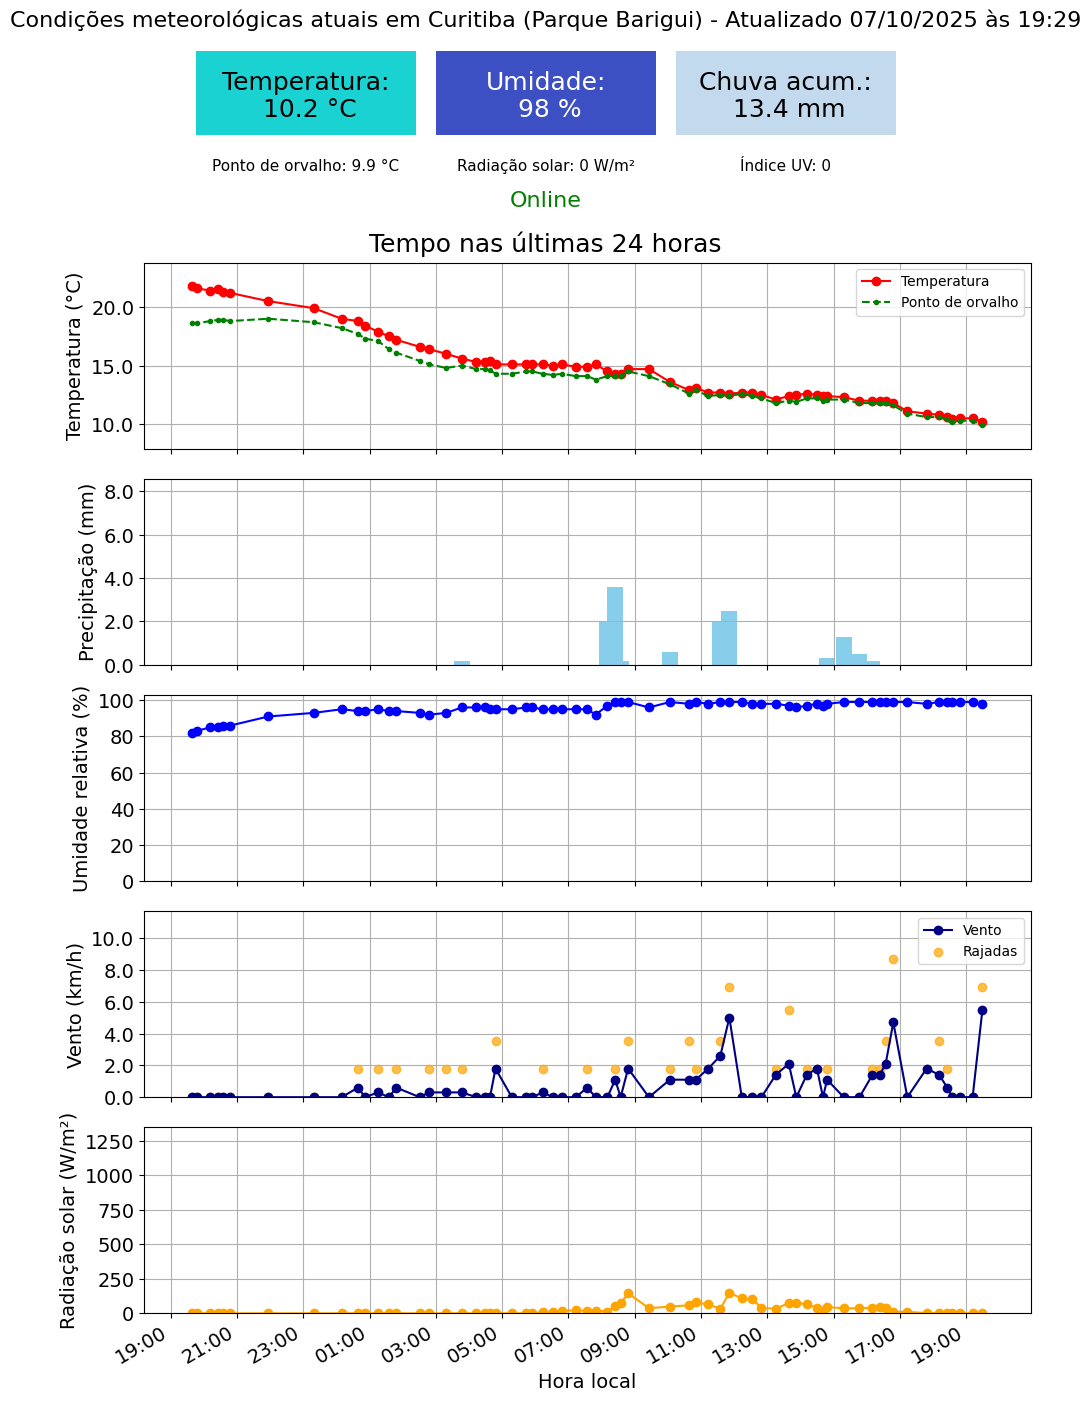 Condições meteorológicas atuais em Curitiba (Parque Barigui) - Atualizado 07/10/2025 às 19:29
Temperatura:
10.2 °C
Umidade:
98 %
Chuva acum.:
13.4 mm
Ponto de orvalho: 9.9 °C
Radiação solar: 0 W/m²
Índice UV: 0
Online
Tempo nas últimas 24 horas
Temperatura (°C)
20.0
15.0
10.0
Temperatura
Ponto de orvalho
Precipitação (mm)
8.0
6.0
4.0
2.0
0.0
Umidade relativa (%)
100
80
60
40
20
0
Vento (km/h)
10.0
8.0
6.0
4.0
2.0
0.0
Vento
Rajadas
Radiação solar (W/m²)
1250
1000
750
500
250
0
19:00
21:00
23:00
01:00
03:00
05:00
07:00
09:00
11:00
13:00
15:00
17:00
19:00
Hora local